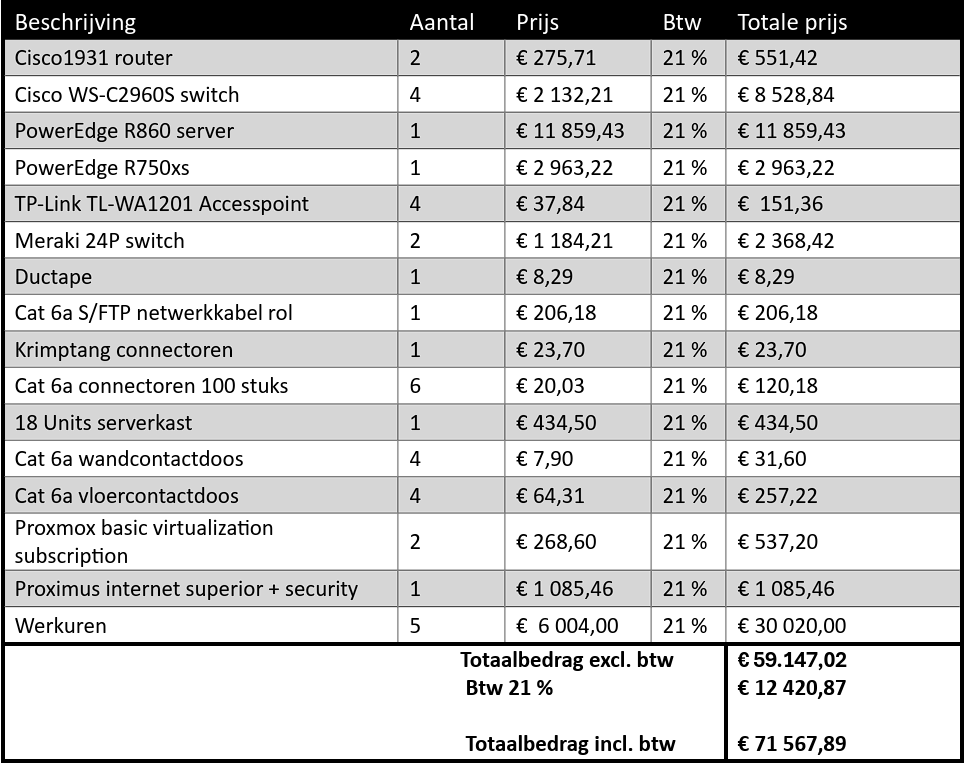 Beschrijving Aantal Prijs Btw Totale prijs
Cisco1931 router 2 € 275,71 21 % € 551,42
Cisco WS-C2960S switch 4 € 2 132,21 21 % € 8 528,84
PowerEdge R860 server 1 € 11 859,43 21 % € 11 859,43
PowerEdge R750xs 1 € 2 963,22 21 % € 2 963,22
TP-Link TL-WA1201 Accesspoint 4 € 37,84 21 % €  151,36
Meraki 24P switch 2 € 1 184,21 21 % € 2 368,42
Ductape 1 € 8,29 21 % € 8,29
Cat 6a S/FTP netwerkkabel rol 1 € 206,18 21 % € 206,18
Krimptang connectoren 1 € 23,70 21 % € 23,70
Cat 6a connectoren 100 stuks 6 € 20,03 21 % € 120,18
18 Units serverkast 1 € 434,50 21 % € 434,50
Cat 6a wandcontactdoos 4 € 7,90 21 % € 31,60
Cat 6a vloercontactdoos 4 € 64,31 21 % € 257,22
Proxmox basic virtualization
subscription 2 € 268,60 21 % € 537,20
Proximus internet superior + security 1 € 1 085,46 21 % € 1 085,46
Werkuren 5 €  6 004,00 21 % € 30 020,00
Totaalbedrag excl. btw € 59.147,02
Btw 21 % € 12 420,87
Totaalbedrag incl. btw € 71 567,89